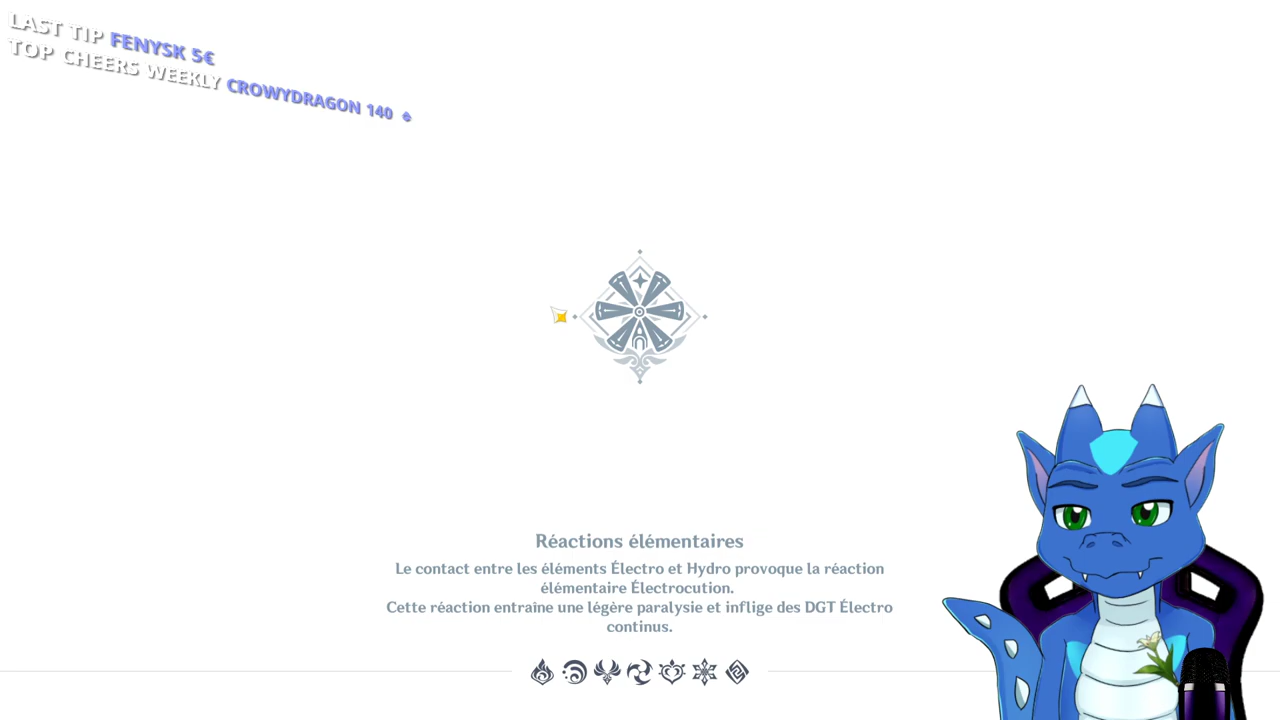 LAST TIP FENYSK 5€
TOP CHEERS WEEKLY CROWYDRAGON 140
Réactions élémentaires
Le contact entre les éléments Électro et Hydro provoque la réaction
élémentaire Électrocution.
Cette réaction entraîne une légère paralysie et inflige des DGT Électro
continus.